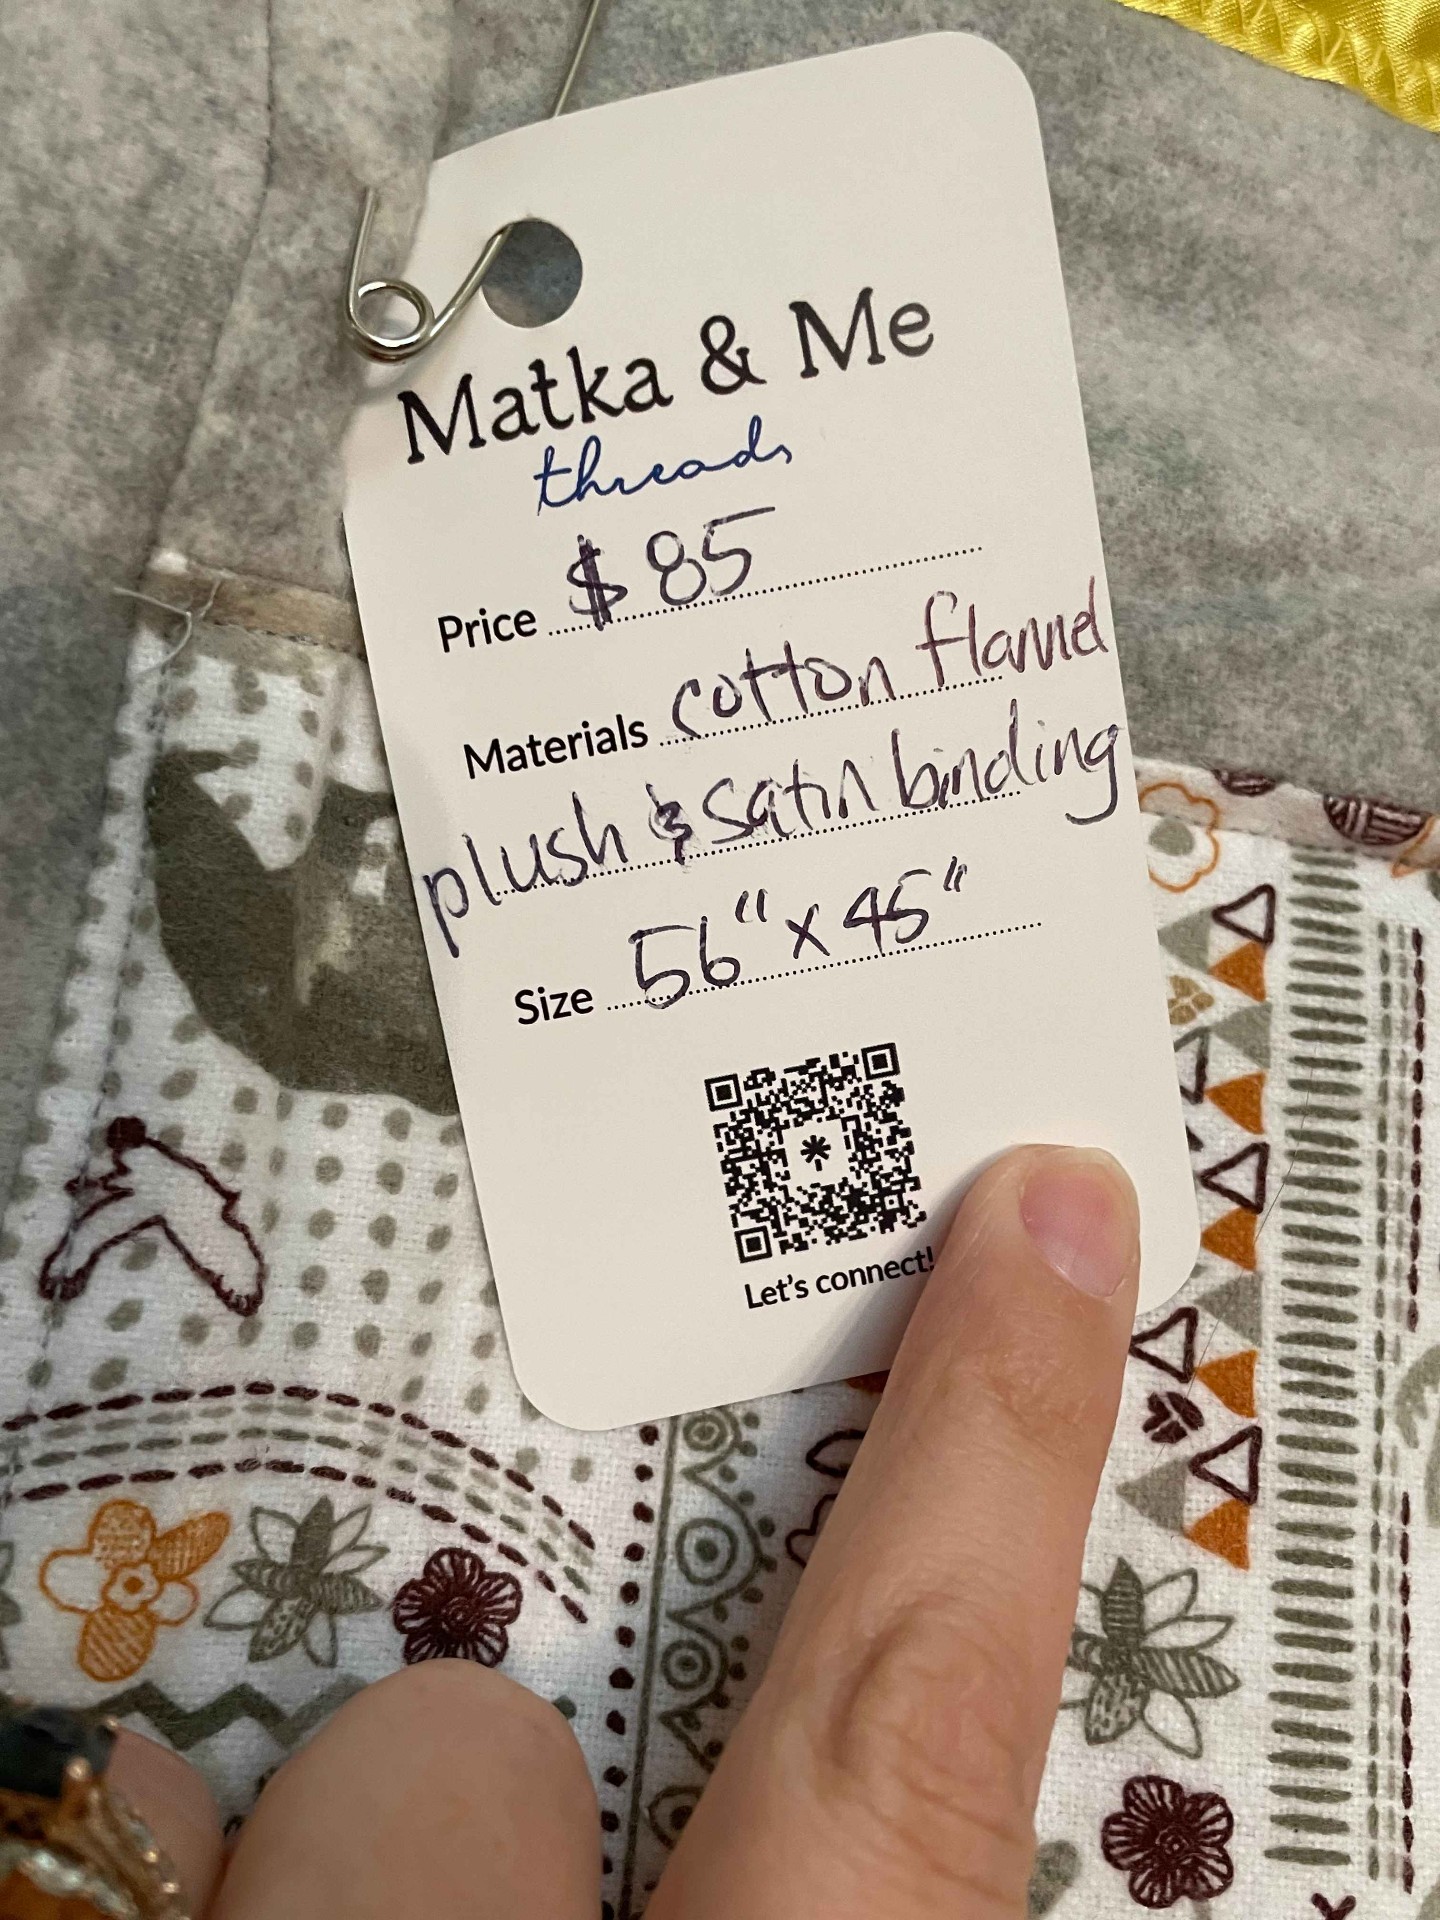 Matka & Me
threads
Price $85
Materials cotton flannel
plush & satin binding
Size 56" x 45"
Let's connect!